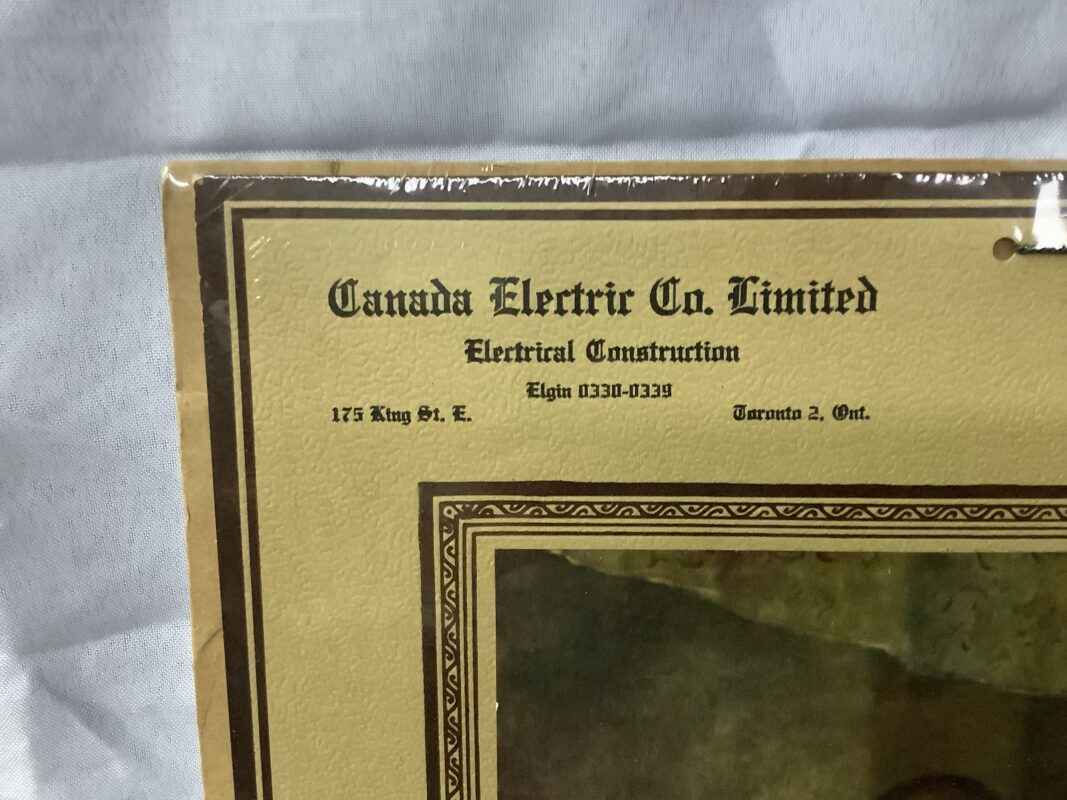 Canada Electric Co. Limited
Electrical Construction
Elgin 0330-0339
175 King St. E. Toronto 2, Ont.